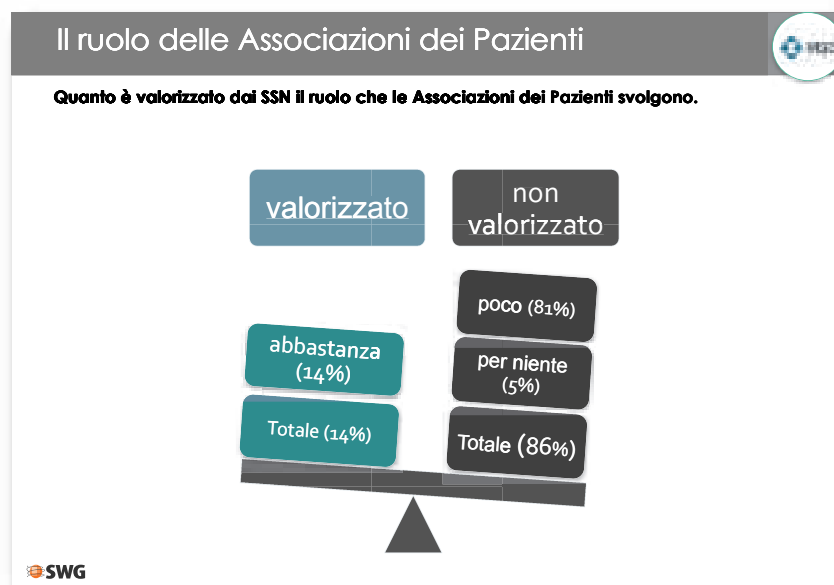 Il ruolo delle Associazioni dei Pazienti
Quanto è valorizzato dai SSN il ruolo che le Associazioni dei Pazienti svolgono.
valorizzato
non
valorizzato
poco (81%)
abbastanza
(14%)
per niente
(5%)
Totale (14%)
Totale (86%)
SWG